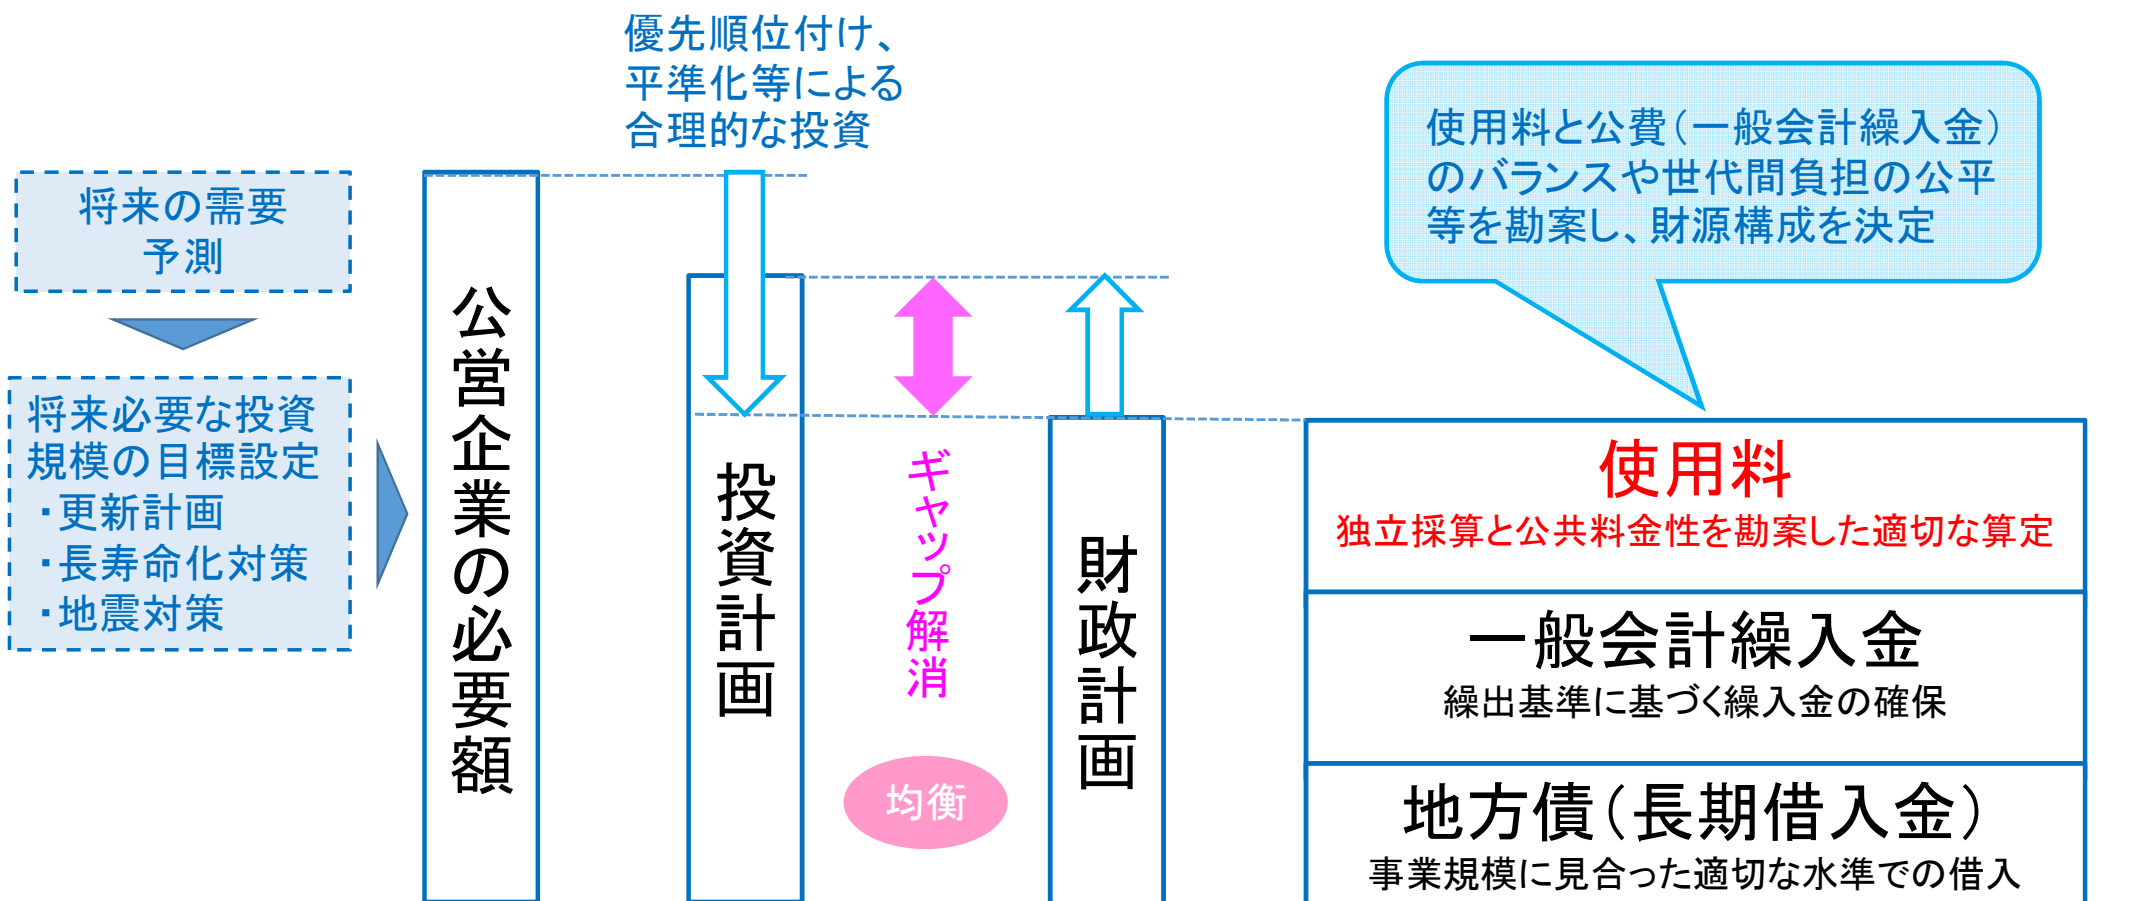 優先順位付け、
平準化等による
合理的な投資
使用料と公費（一般会計繰入金）
のバランスや世代間負担の公平
等を勘案し、財源構成を決定
将来の需要
予測
将来必要な投資
規模の目標設定
・更新計画
・長寿命化対策
・地震対策
公営企業の必要額
投資計画
ギャップ解消
均衡
財政計画
使用料
独立採算と公共料金性を勘案した適切な算定
一般会計繰入金
繰出基準に基づく繰入金の確保
地方債（長期借入金）
事業規模に見合った適切な水準での借入